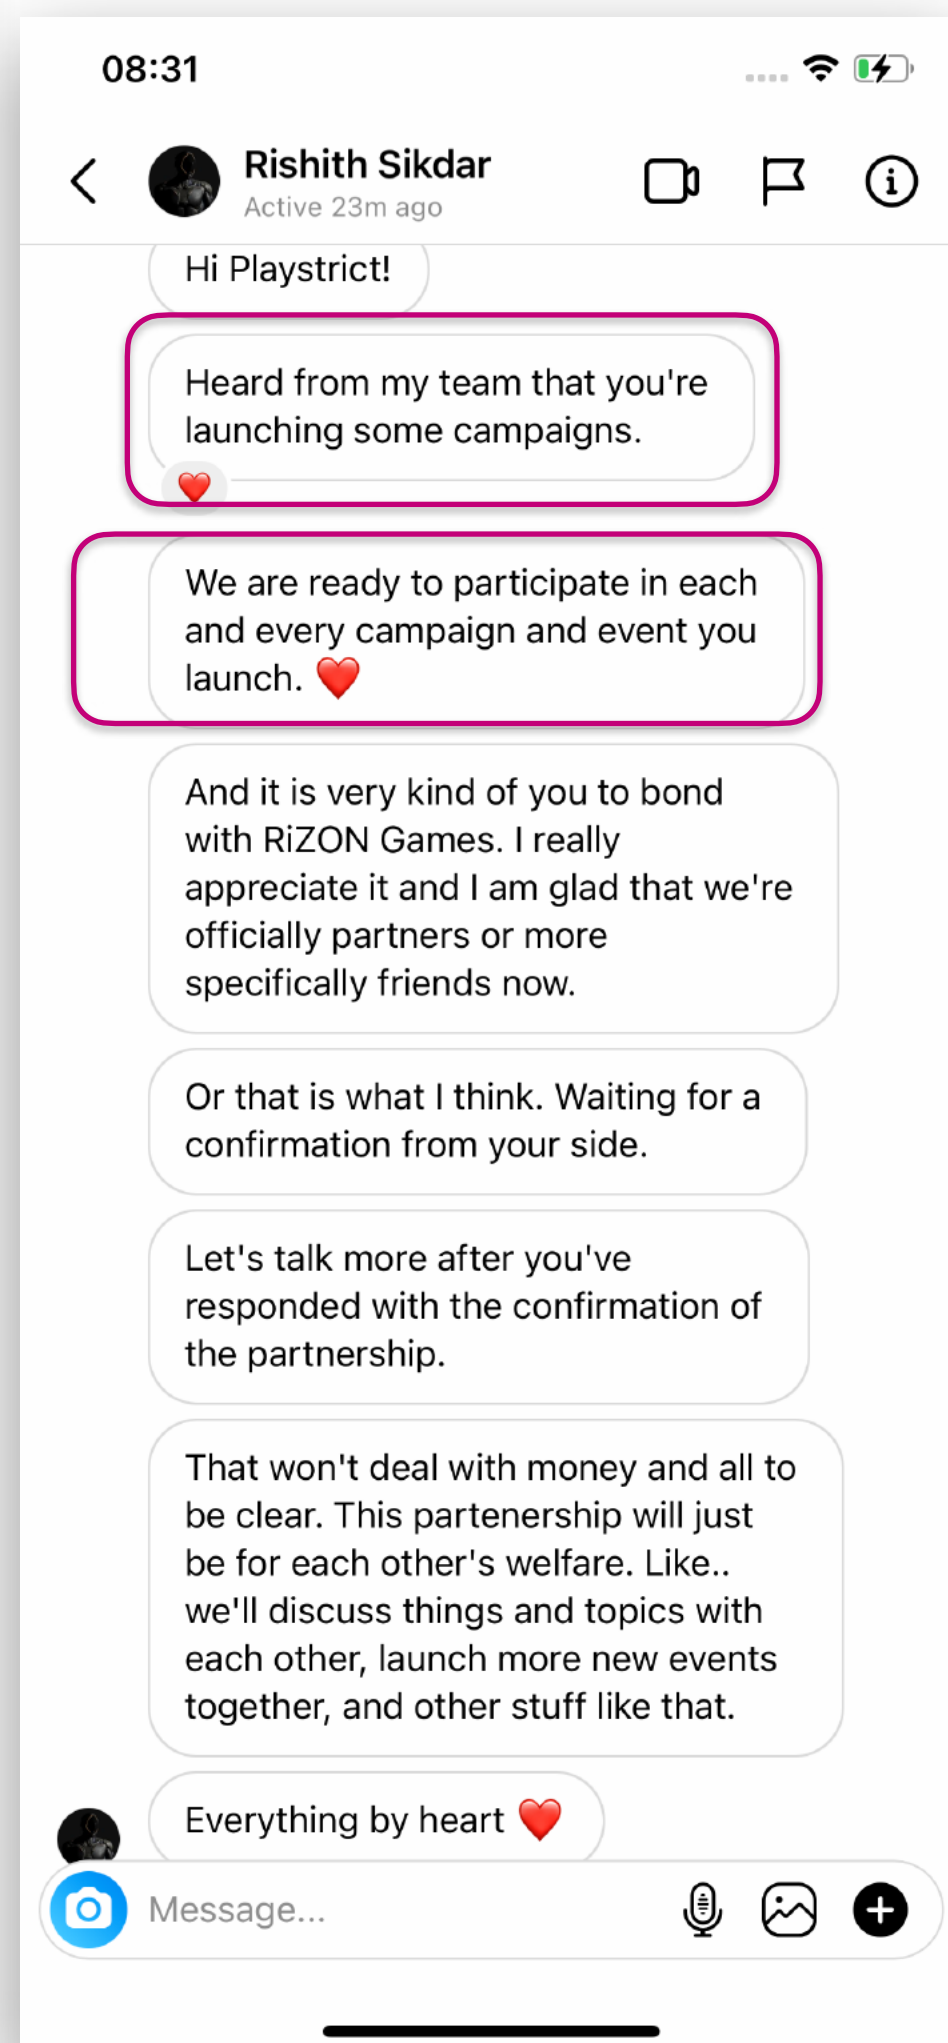 08:31
Rishith Sikdar
Active 23m ago
Hi Playstrict!
Heard from my team that you're
launching some campaigns.
We are ready to participate in each
and every campaign and event you
launch. ❤️
And it is very kind of you to bond
with RiZON Games. I really
appreciate it and I am glad that we're
officially partners or more
specifically friends now.
Or that is what I think. Waiting for a
confirmation from your side.
Let's talk more after you've
responded with the confirmation of
the partnership.
That won't deal with money and all to
be clear. This partenership will just
be for each other's welfare. Like..
we'll discuss things and topics with
each other, launch more new events
together, and other stuff like that.
Everything by heart ❤️
Message...